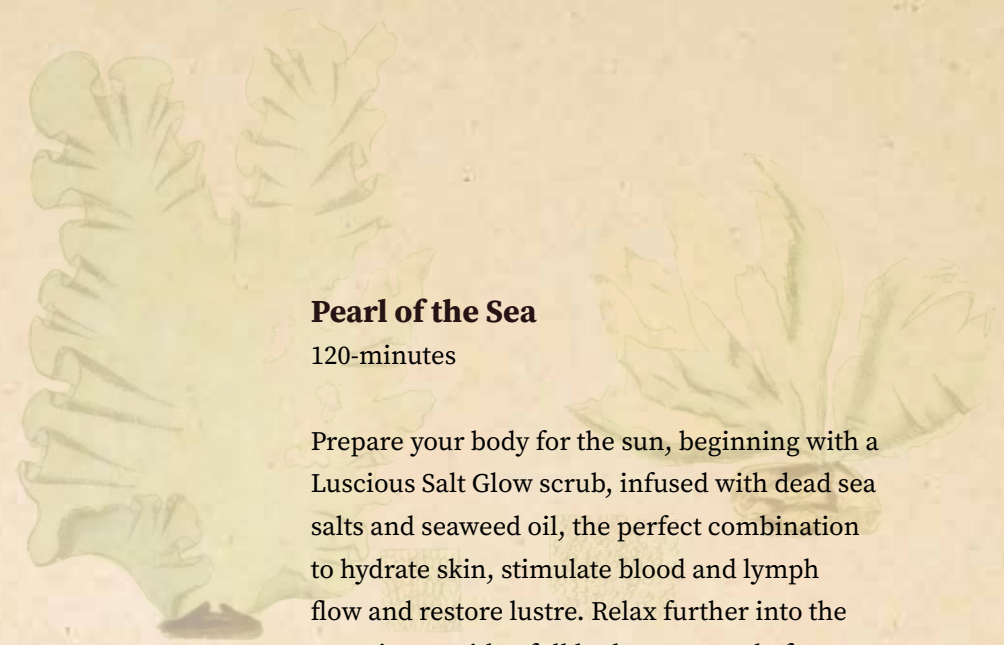 Pearl of the Sea
120-minutes
Prepare your body for the sun, beginning with a
Luscious Salt Glow scrub, infused with dead sea
salts and seaweed oil, the perfect combination
to hydrate skin, stimulate blood and lymph
flow and restore lustre. Relax further into the